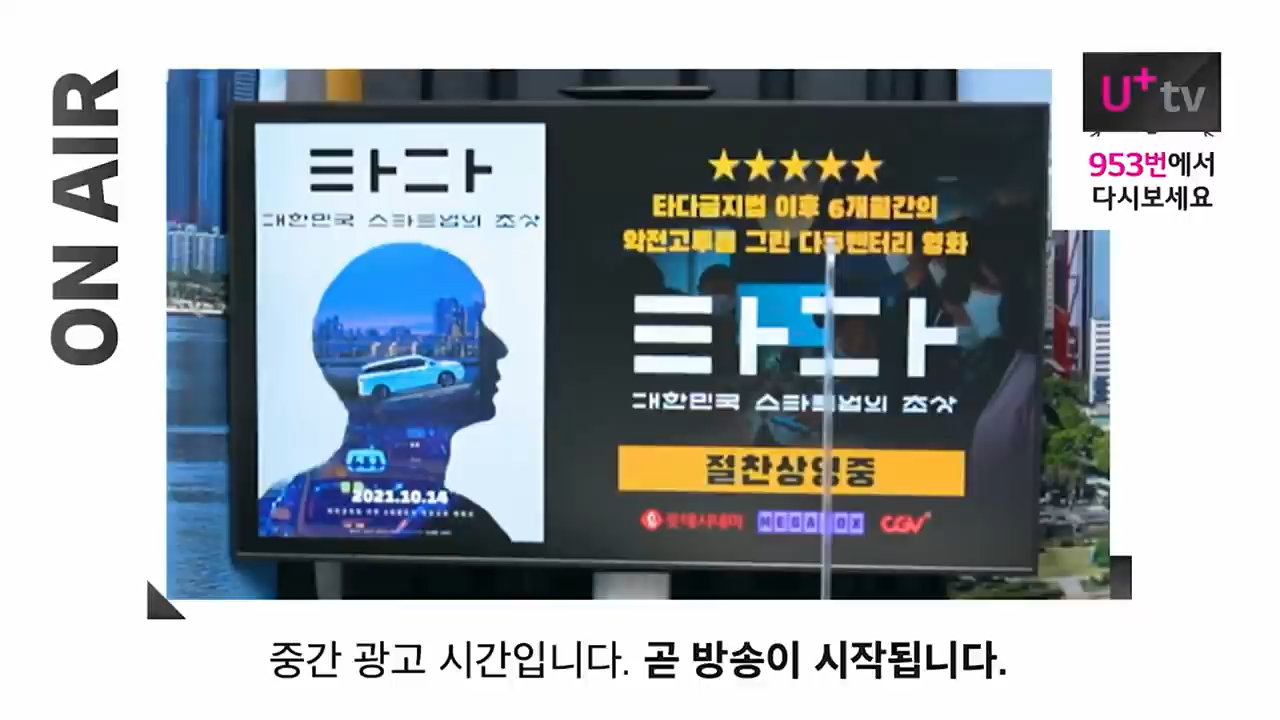 ON AIR
U+tv
953번에서
다시보세요
타다
대한민국 스타트업의 초상
2021.10.14
★★★★★
타다금지법 이후 6개월간의
악전고투를 그린 다큐멘터리 영화
타다
대한민국 스타트업의 초상
절찬상영중
롯데시네마 MEGABOX CGV
중간 광고 시간입니다. 곧 방송이 시작됩니다.